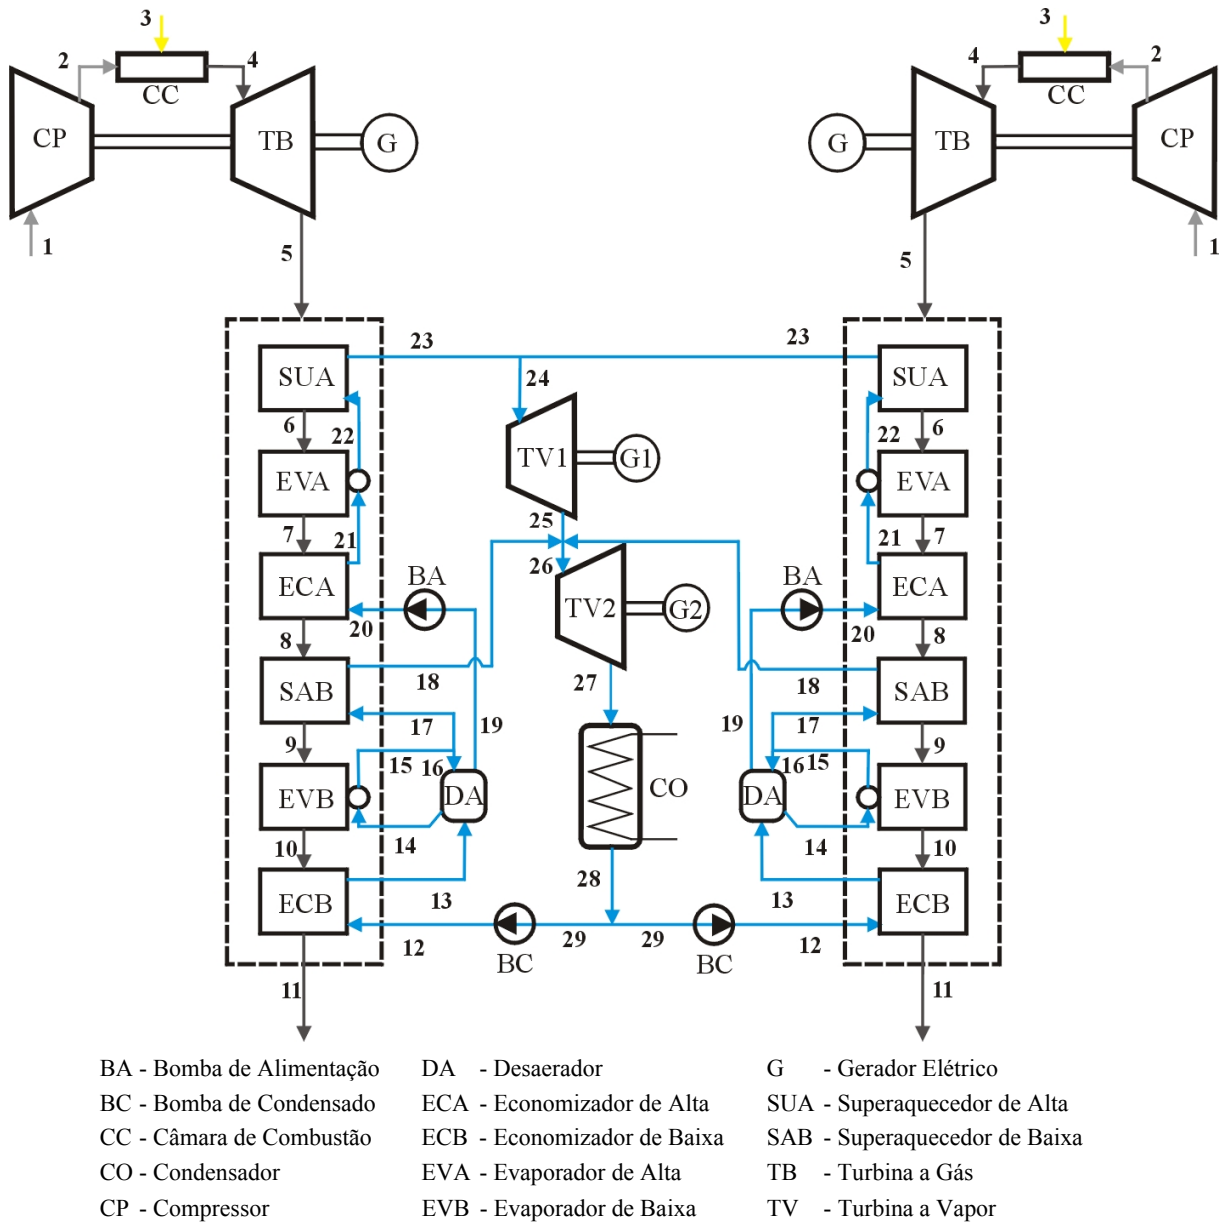 3 3
2 4 4 2
CC CC
CP TB G G TB CP
1 1
5 5
23 23
SUA 24 SUA
6 22 22 6
TV1 G1
EVA EVA
7 21 25 21 7
26
BA BA
ECA ECA
TV2 G2
20 20
8 8
SAB 18 27 18 SAB
17 19 19 17
9 9
15 16 16 15
EVB DA CO DA EVB
10 14 14 10
28
13 13
ECB ECB
12 29 29 12
BC BC
11 11
BA - Bomba de Alimentação DA - Desaerador G - Gerador Elétrico
BC - Bomba de Condensado ECA - Economizador de Alta SUA - Superaquecedor de Alta
CC - Câmara de Combustão ECB - Economizador de Baixa SAB - Superaquecedor de Baixa
CO - Condensador EVA - Evaporador de Alta TB - Turbina a Gás
CP - Compressor EVB - Evaporador de Baixa TV - Turbina a Vapor